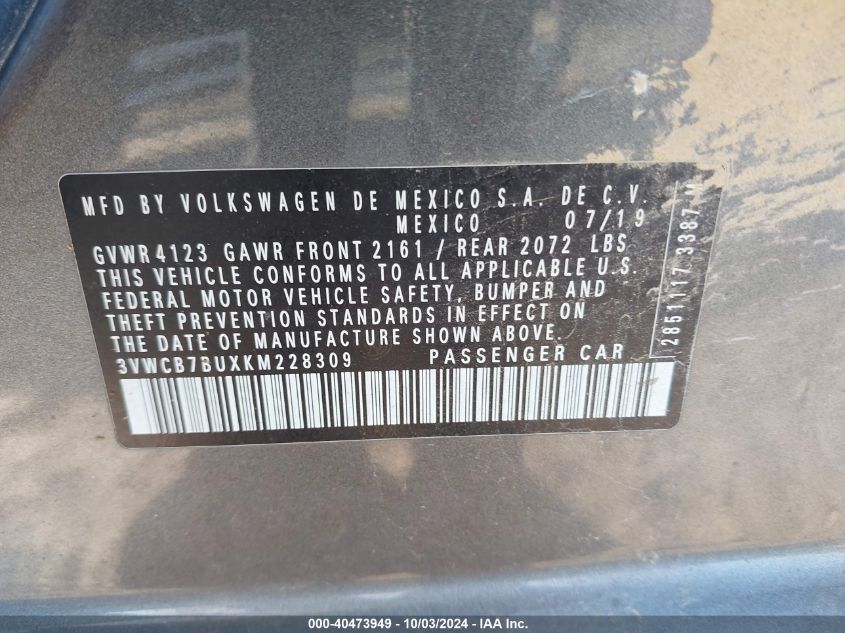 MFD BY VOLKSWAGEN DE MEXICO S.A. DE C.V.
MEXICO 07/19
GVWR 4123 GAWR FRONT 2161 / REAR 2072 LBS
THIS VEHICLE CONFORMS TO ALL APPLICABLE U.S.
FEDERAL MOTOR VEHICLE SAFETY, BUMPER AND
THEFT PREVENTION STANDARDS IN EFFECT ON
THE DATE OF MANUFACTURE SHOWN ABOVE.
3VWCB7BUXKM228309 PASSENGER CAR
2851117 3387 M
000-40473949 - 10/03/2024 - IAA Holdings, LLC.